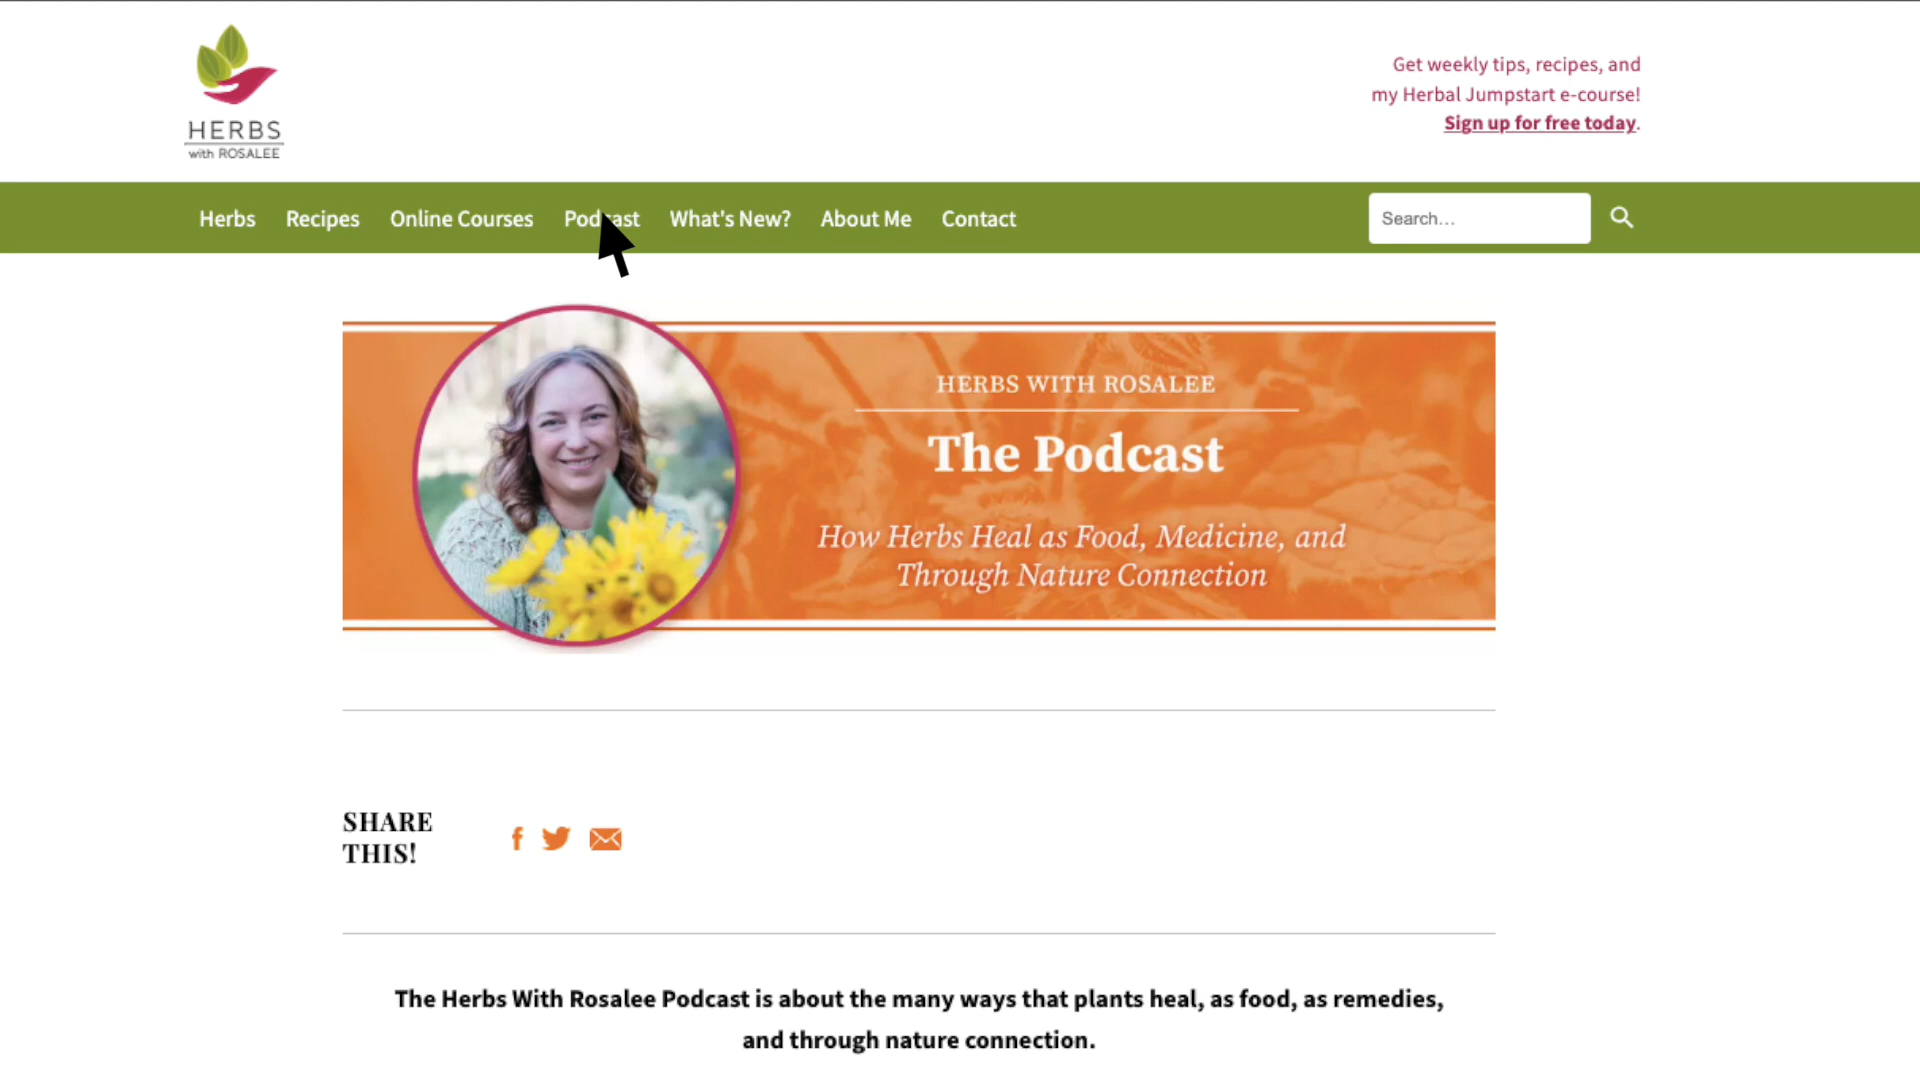 HERBS
with ROSALEE
Get weekly tips, recipes, and
my Herbal Jumpstart e-course!
Sign up for free today.
Herbs Recipes Online Courses Podcast What's New? About Me Contact Search...
HERBS WITH ROSALEE
The Podcast
How Herbs Heal as Food, Medicine, and
Through Nature Connection
SHARE
THIS!
The Herbs With Rosalee Podcast is about the many ways that plants heal, as food, as remedies,
and through nature connection.